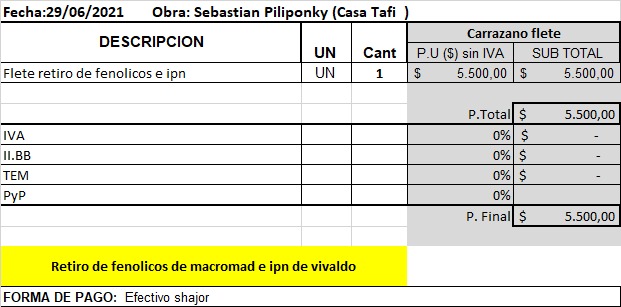 Fecha:29/06/2021 Obra: Sebastian Piliponky (Casa Tafi )
Carrazano flete
DESCRIPCION UN Cant P.U ($) sin IVA SUB TOTAL
Flete retiro de fenolicos e ipn UN 1 $ 5.500,00 $ 5.500,00
P.Total $ 5.500,00
IVA 0% $ -
II.BB 0% $ -
TEM 0% $ -
PyP 0%
P. Final $ 5.500,00
Retiro de fenolicos de macromad e ipn de vivaldo
FORMA DE PAGO: Efectivo shajor